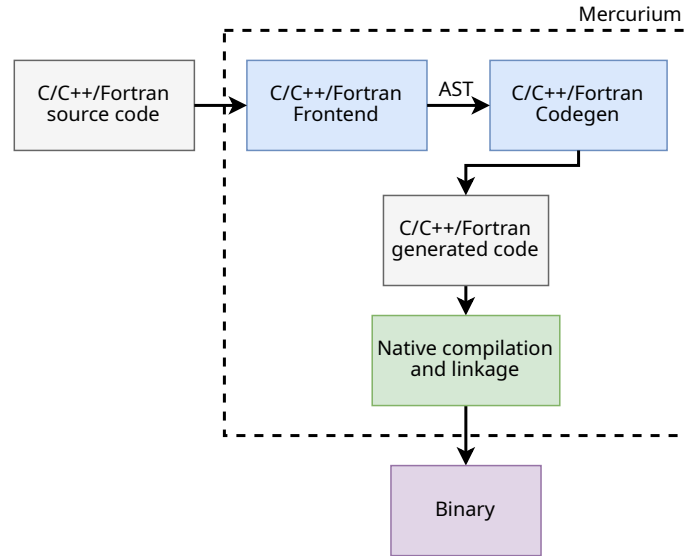 Mercurium
C/C++/Fortran
source code
C/C++/Fortran
Frontend
AST
C/C++/Fortran
Codegen
C/C++/Fortran
generated code
Native compilation
and linkage
Binary